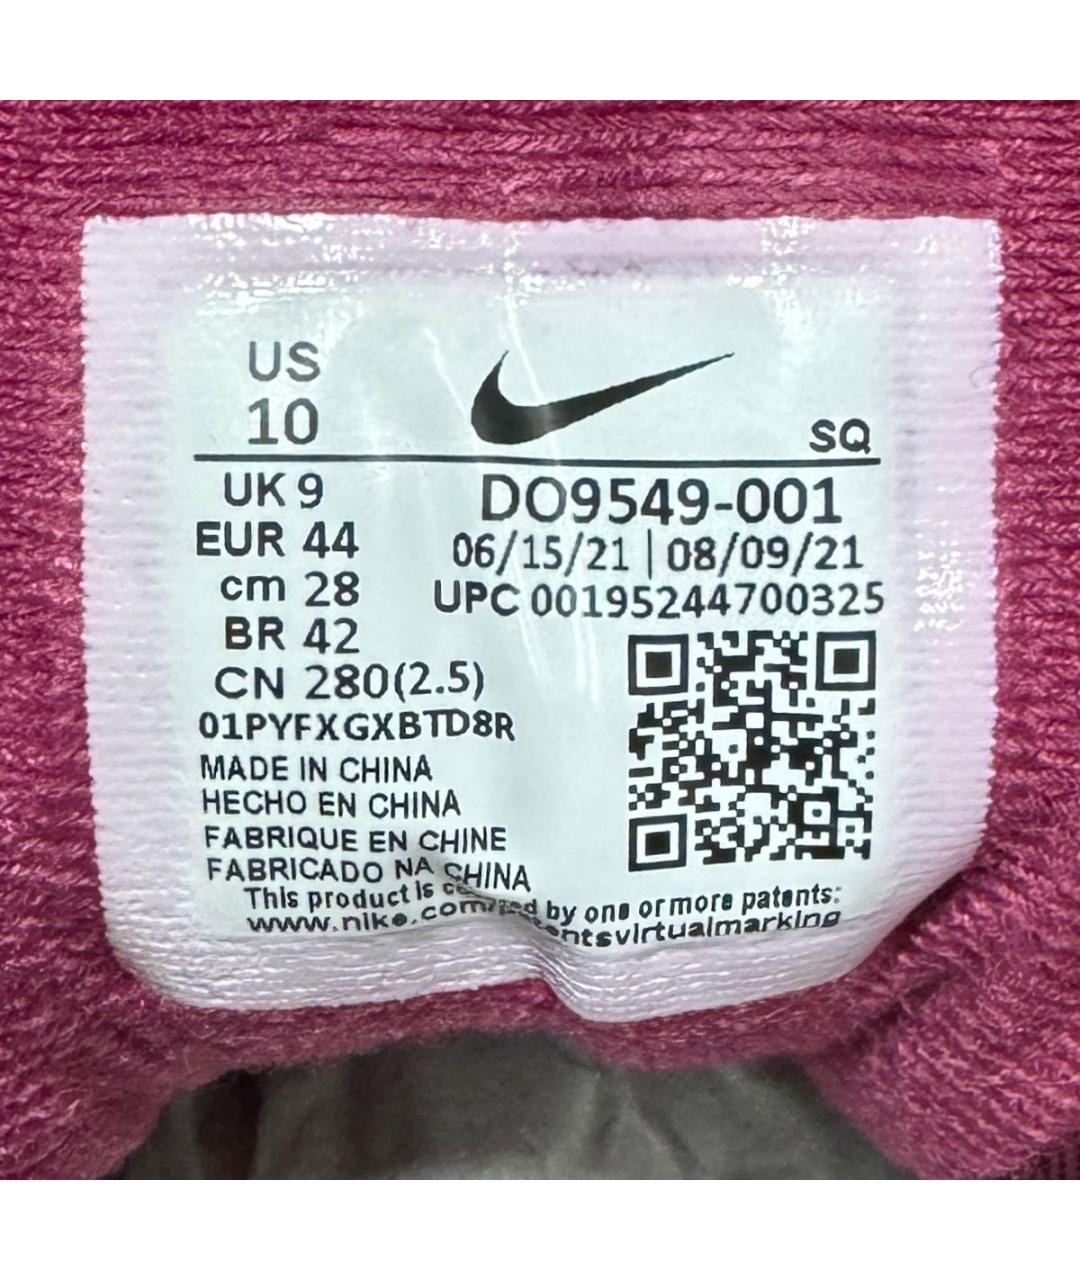 US
10
SQ
UK 9
EUR 44
cm 28
BR 42
CN 280(2.5)
DO9549-001
06/15/21 | 08/09/21
UPC 00195244700325
01PYFXGXBTD8R
MADE IN CHINA
HECHO EN CHINA
FABRIQUE EN CHINE
FABRICADO NA CHINA
This product is by one or more patents:
www.nike.com/